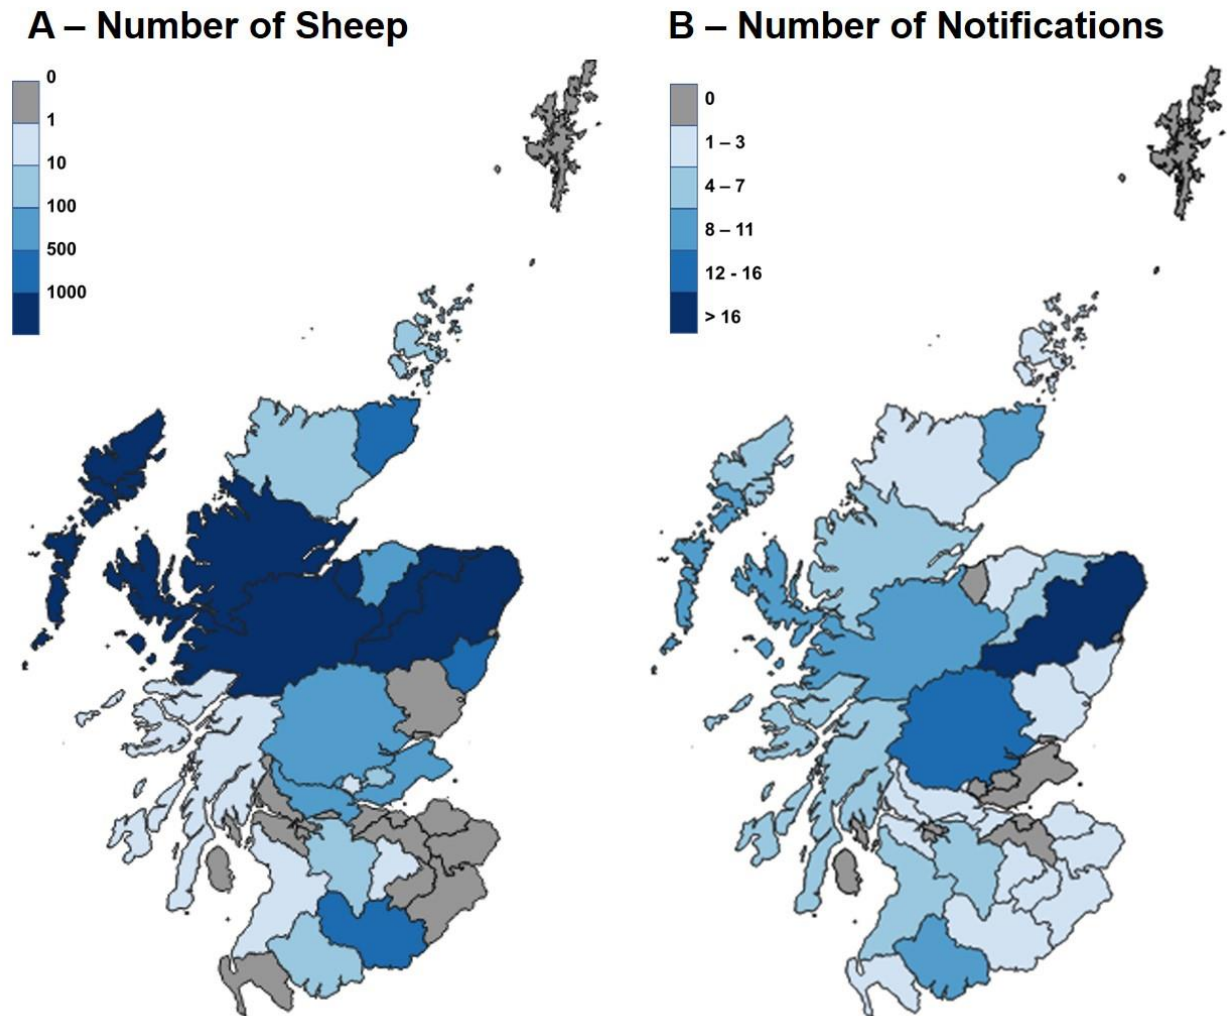 A – Number of Sheep
0
1
10
100
500
1000
B – Number of Notifications
0
1 – 3
4 – 7
8 – 11
12 - 16
> 16